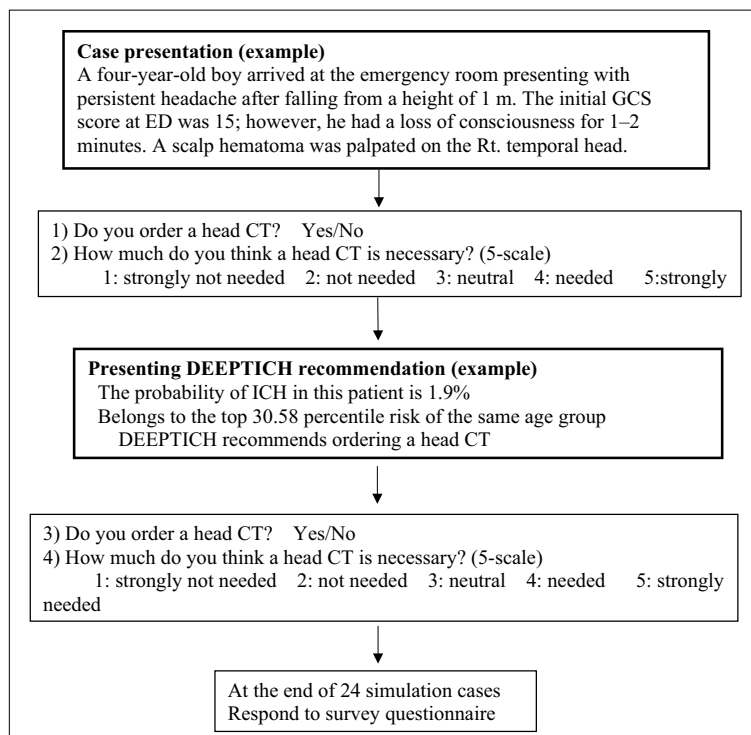 Case presentation (example)
A four-year-old boy arrived at the emergency room presenting with
persistent headache after falling from a height of 1 m. The initial GCS
score at ED was 15; however, he had a loss of consciousness for 1–2
minutes. A scalp hematoma was palpated on the Rt. temporal head.
1) Do you order a head CT? Yes/No
2) How much do you think a head CT is necessary? (5-scale)
1: strongly not needed 2: not needed 3: neutral 4: needed 5:strongly
Presenting DEEPTICH recommendation (example)
The probability of ICH in this patient is 1.9%
Belongs to the top 30.58 percentile risk of the same age group
DEEPTICH recommends ordering a head CT
3) Do you order a head CT? Yes/No
4) How much do you think a head CT is necessary? (5-scale)
1: strongly not needed 2: not needed 3: neutral 4: needed 5: strongly
needed
At the end of 24 simulation cases
Respond to survey questionnaire